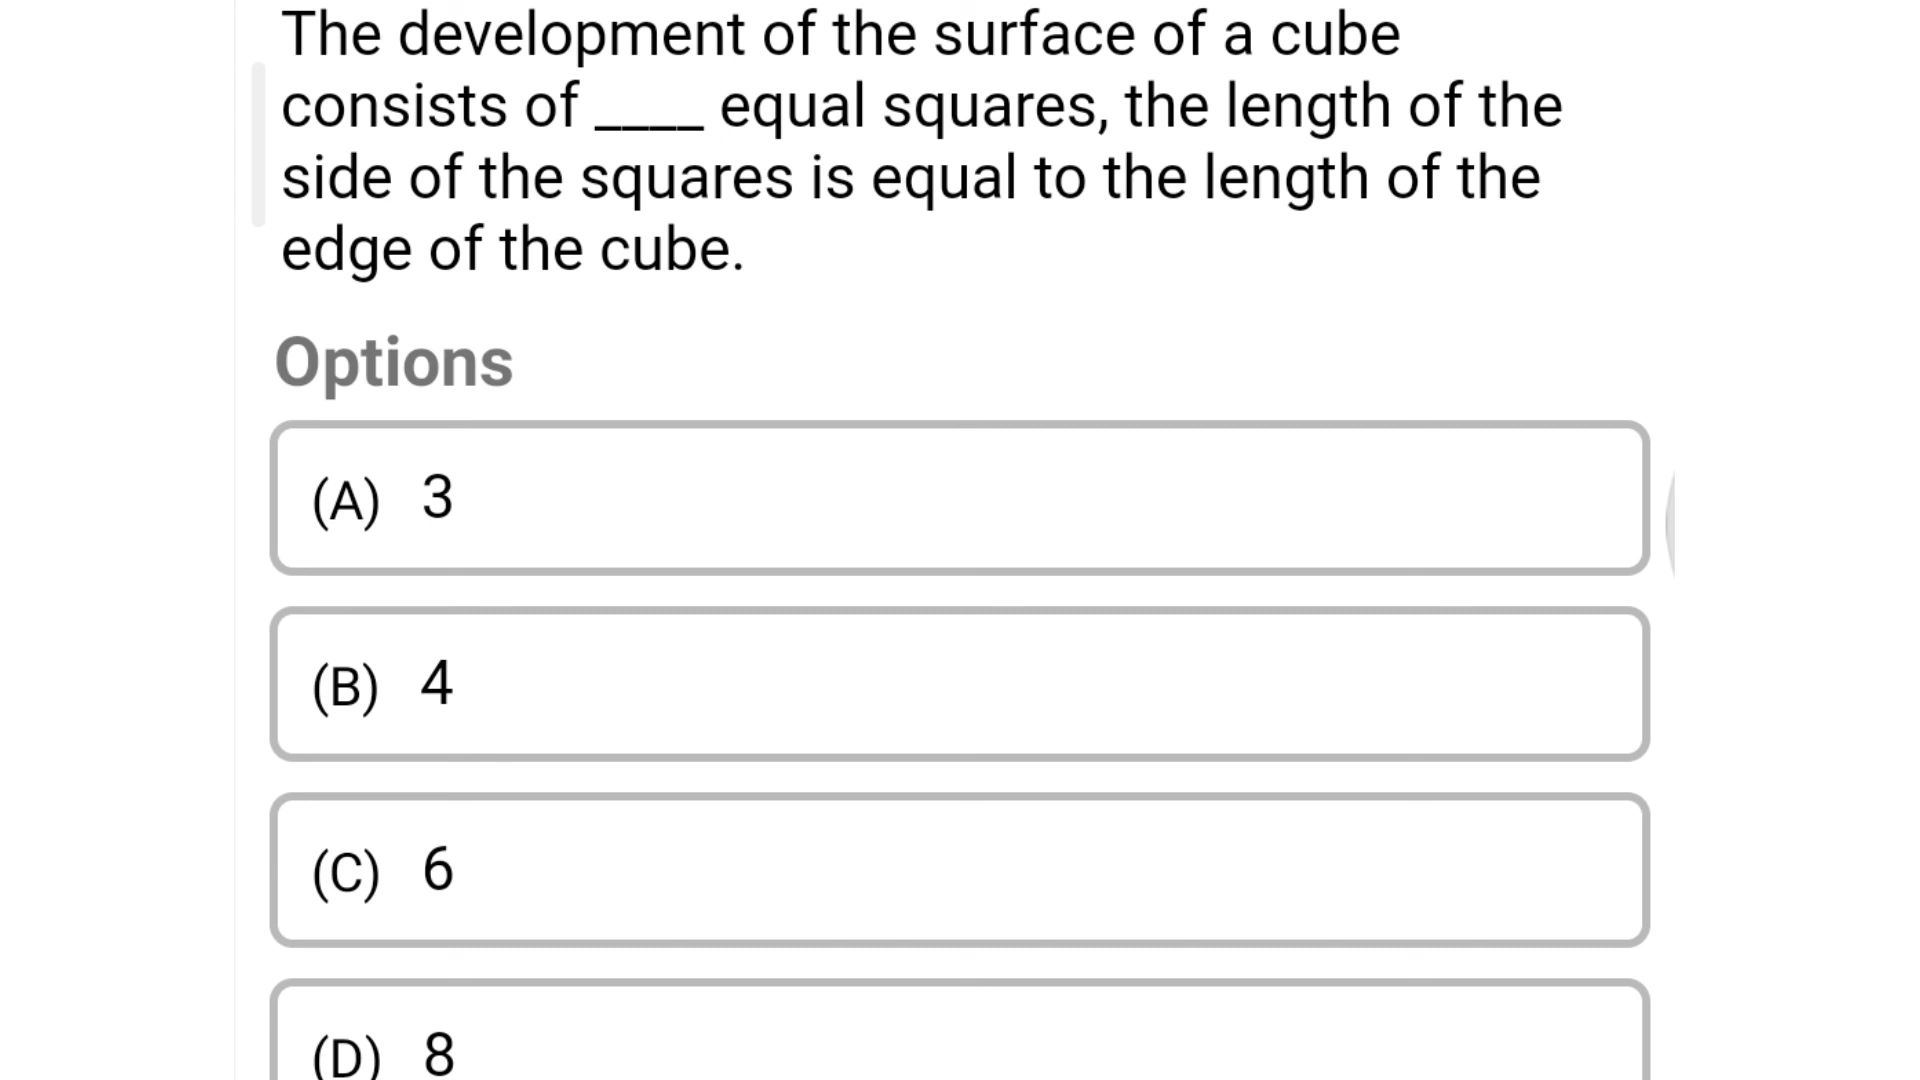 The development of the surface of a cube
consists of ____ equal squares, the length of the
side of the squares is equal to the length of the
edge of the cube.
Options
(A) 3
(B) 4
(C) 6
(D) 8